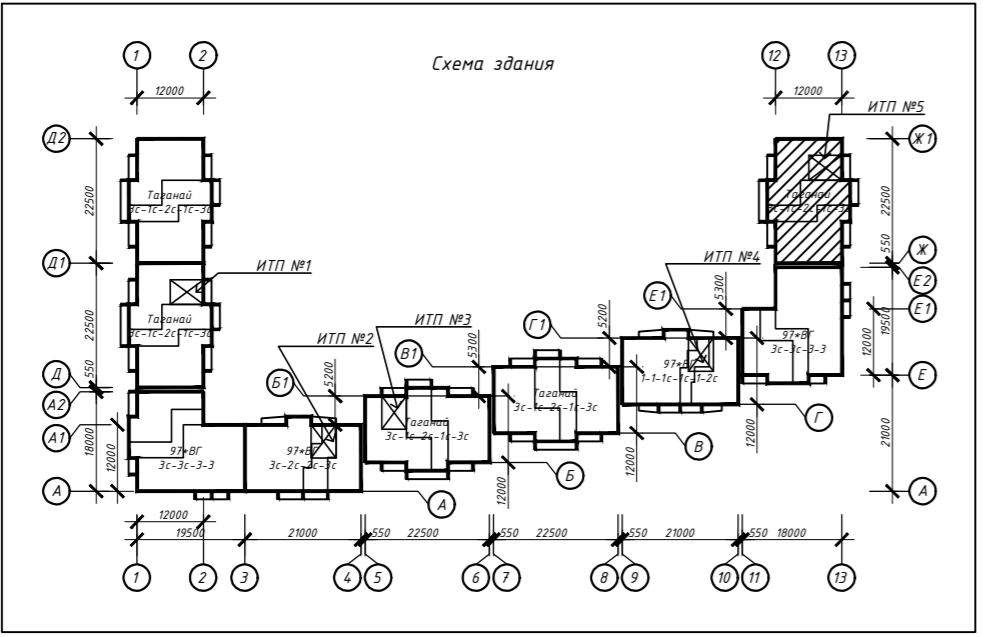 Схема здания
1 2
12 13
12000
12000
ИТП №5
Д2
Ж1
22500
22500
Таганай
3с-1с-2с-1с-3с
Таганай
3с-1с-2с-1с-3с
550
Ж
Д1
ИТП №1
ИТП №4
Е2
Е1
5300
Е1
22500
Таганай
3с-1с-2с-1с-3с
ИТП №3
ИТП №2
Г1
5200
19500
12000
В1
5300
97*ВГ
3с-3с-3-3
97*ВГ
1-1-1с-1с-1-2с
Д
550
Б1
5200
Е
А2
Таганай
3с-1с-2с-1с-3с
Таганай
3с-1с-2с-1с-3с
Г
А1
18000
12000
97*ВГ
3с-3с-3-3
97*ВГ
3с-2с-2с-3с
12000
В
12000
21000
Б
12000
А
А
А
12000
19500 21000 550 22500 550 22500 550 21000 550 18000
1 2 3 4 5 6 7 8 9 10 11 13